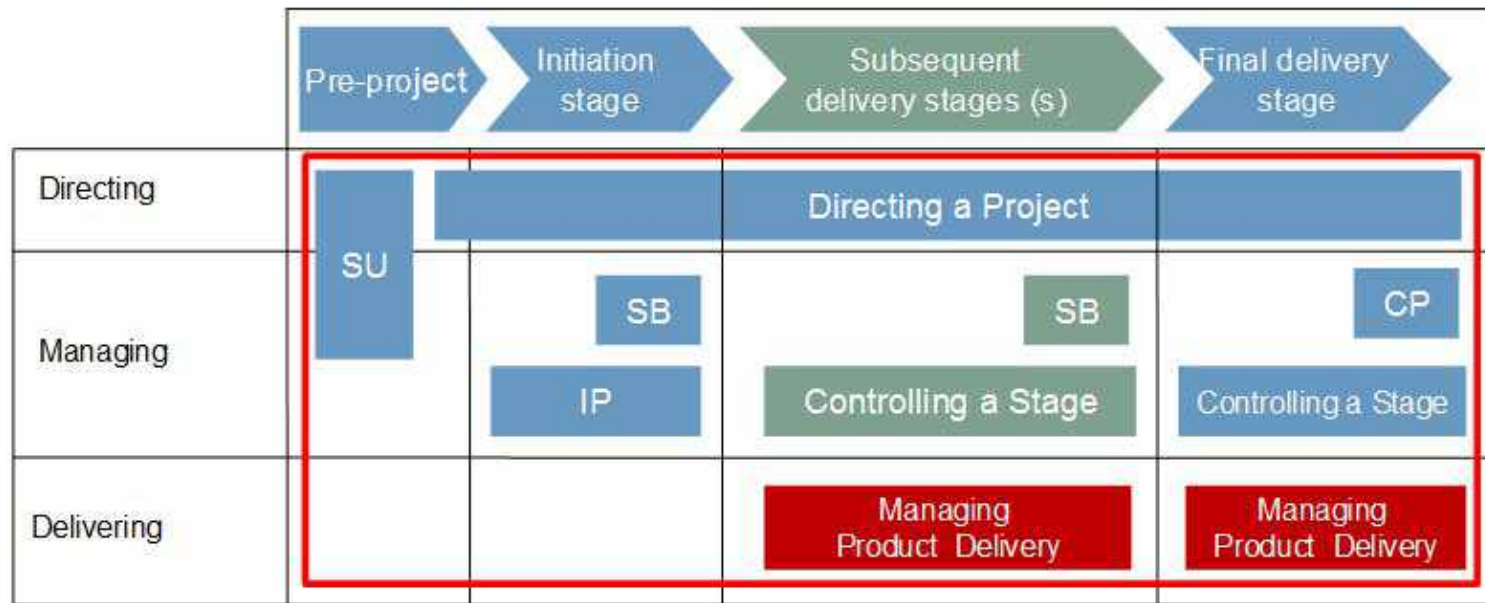 Pre-project
Initiation
stage
Subsequent
delivery stages (s)
Final delivery
stage
Directing
Directing a Project
SU
SB
SB
CP
Managing
IP
Controlling a Stage
Controlling a Stage
Delivering
Managing
Product Delivery
Managing
Product Delivery